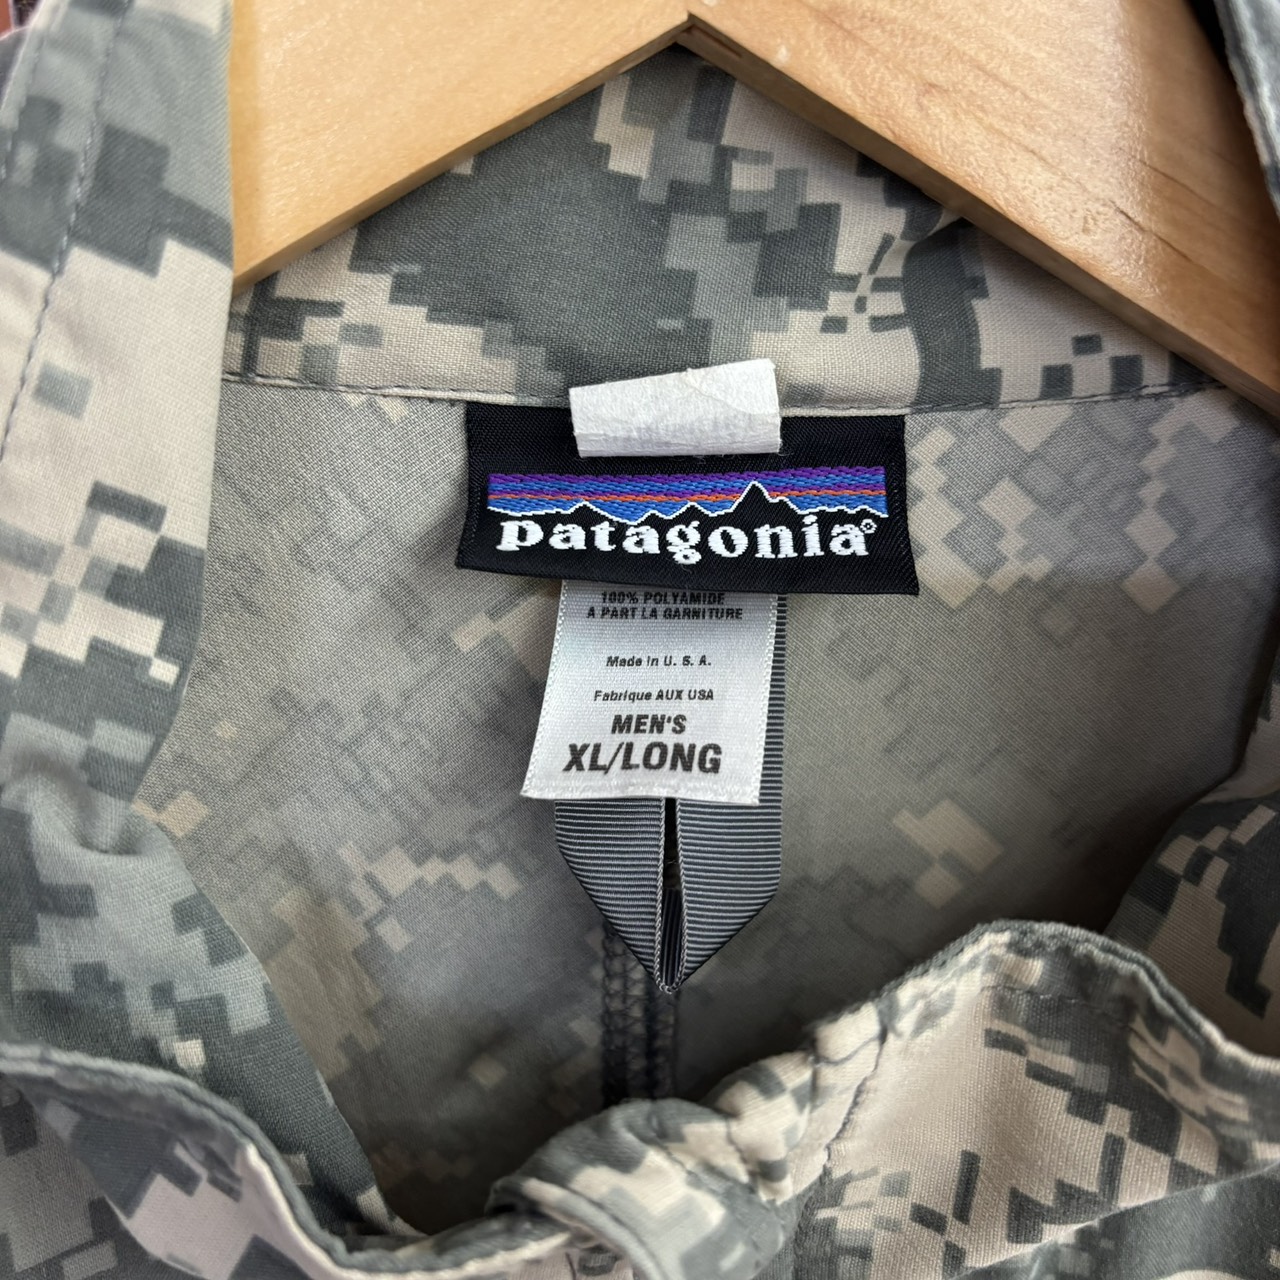 patagonia®
100% POLYAMIDE
A PART LA GARNITURE
Made in U. S. A.
Fabrique AUX USA
MEN'S
XL/LONG